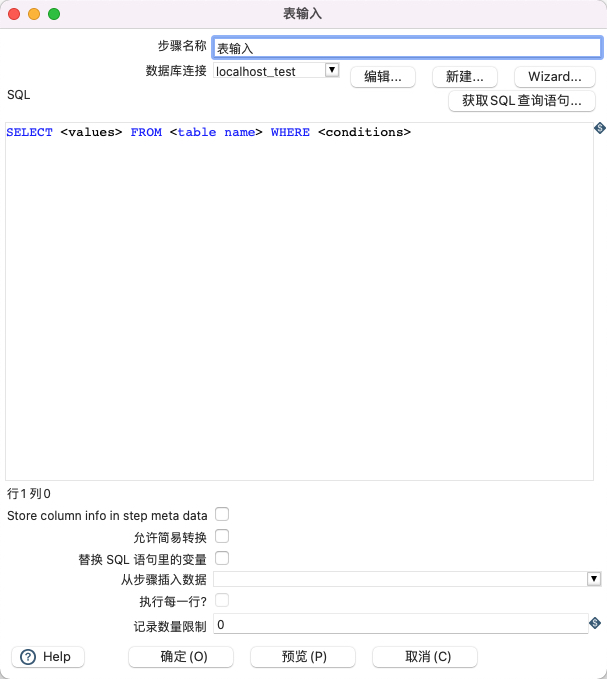 表输入
步骤名称 表输入
数据库连接 localhost_test 编辑... 新建... Wizard...
SQL 获取SQL查询语句...
SELECT <values> FROM <table name> WHERE <conditions>
行1 列0
Store column info in step meta data
允许简易转换
替换 SQL 语句里的变量
从步骤插入数据
执行每一行?
记录数量限制 0
Help 确定(O) 预览(P) 取消(C)